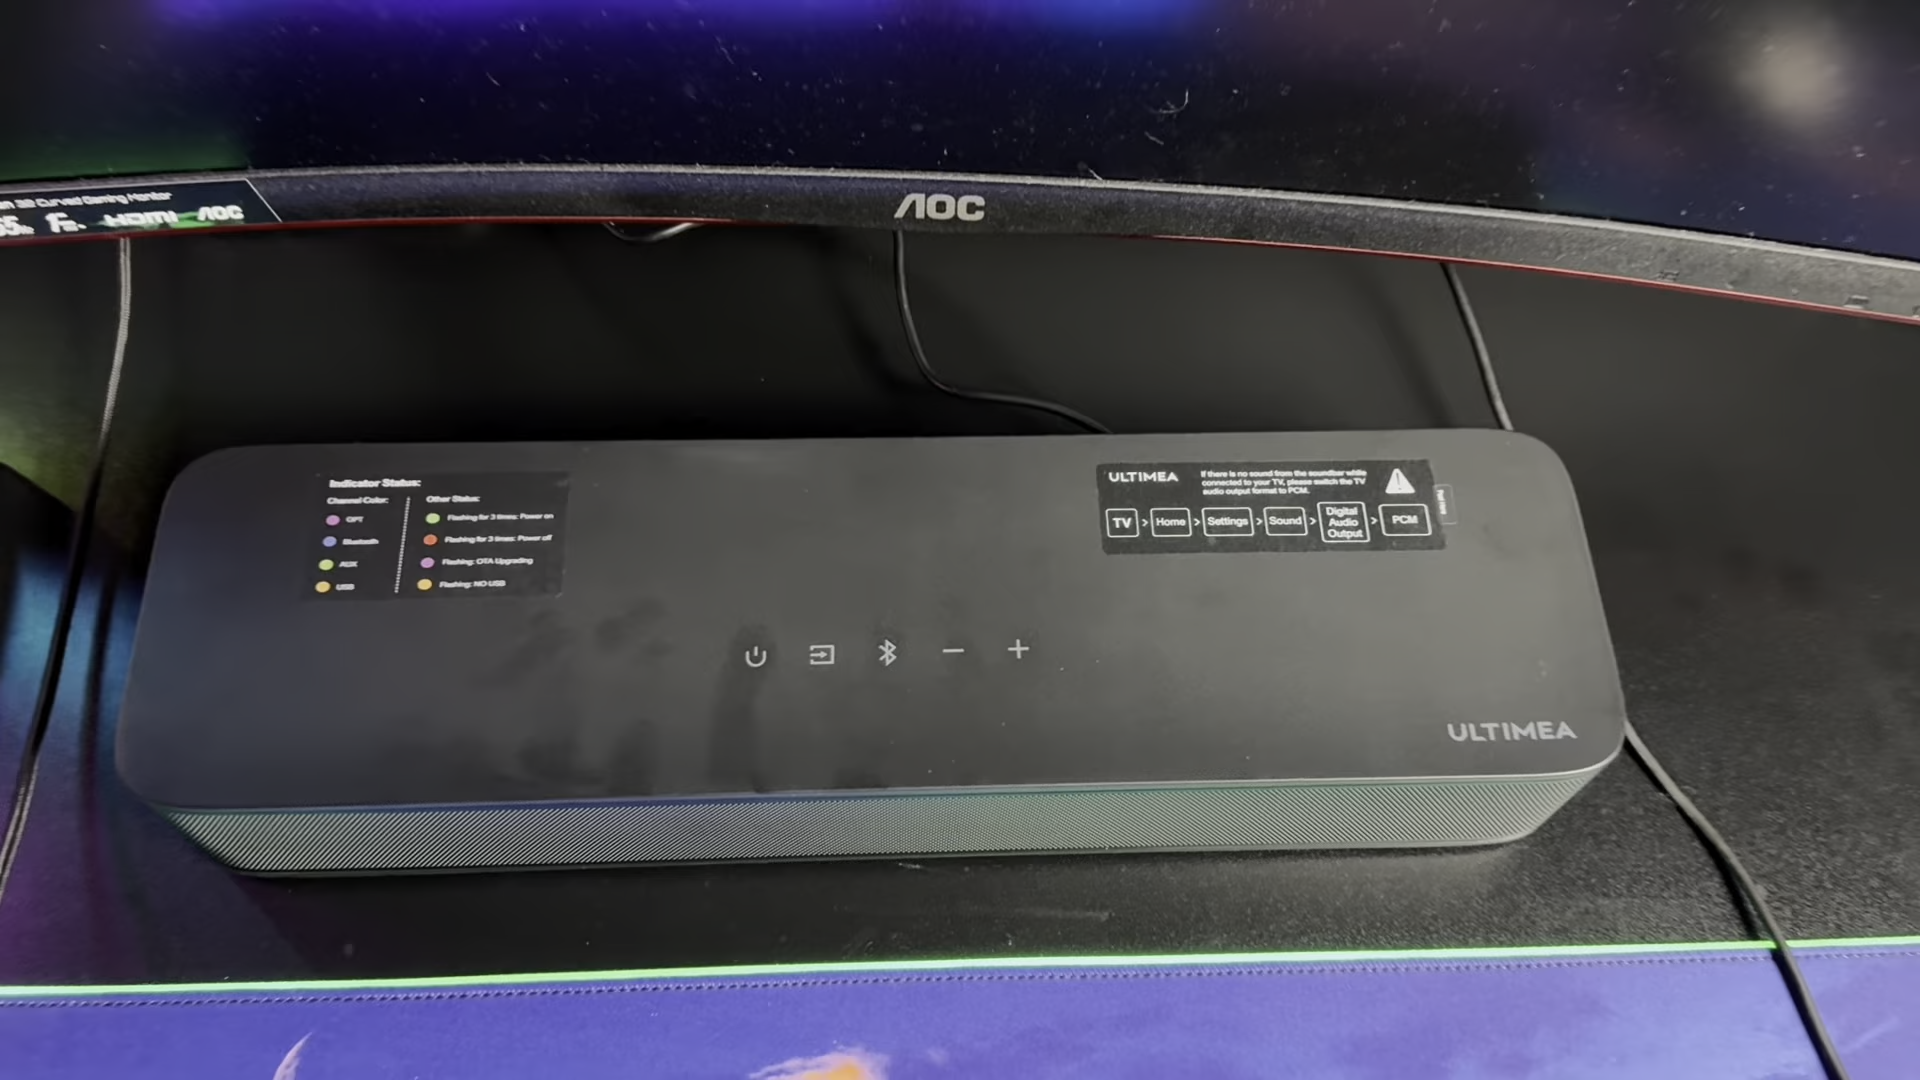 32 Curved Gaming Monitor
HDMI AOC
AOC
Indicator Status:
Channel Color:
OPT
Bluetooth
AUX
USB
Other Status:
Flashing for 3 times: Power on
Flashing for 3 times: Power off
Flashing: OTA Upgrading
Flashing: NO USB
ULTIMEA
If there is no sound from the soundbar while
connected to your TV, please switch the TV
audio output format to PCM.
TV > Home > Settings > Sound > Digital Audio Output > PCM
ULTIMEA